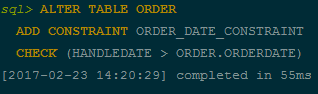 sql> ALTER TABLE ORDER
ADD CONSTRAINT ORDER_DATE_CONSTRAINT
CHECK (HANDLEDATE > ORDER.ORDERDATE)
[2017-02-23 14:20:29] completed in 55ms